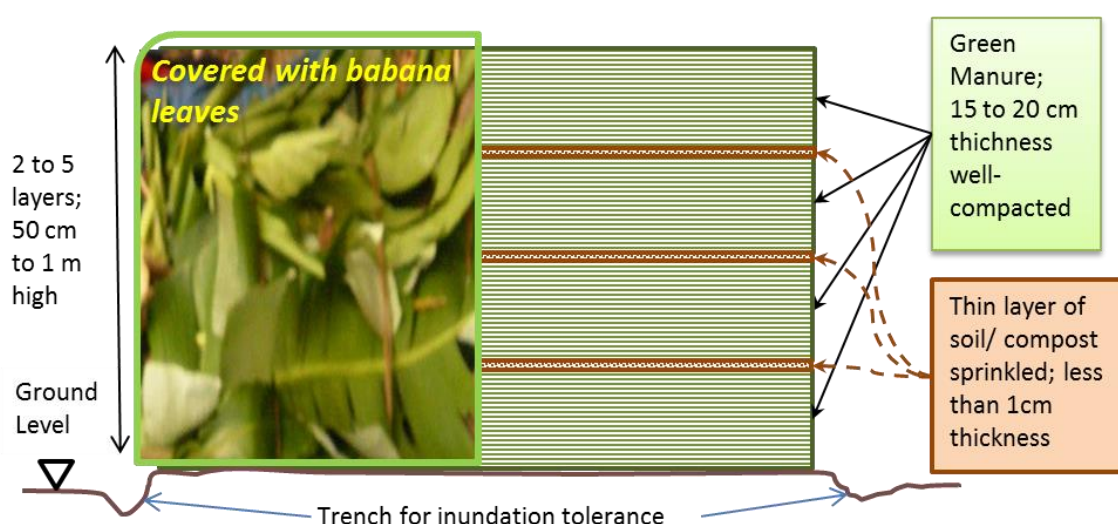 Covered with babana
leaves
2 to 5
layers;
50 cm
to 1 m
high
Ground
Level
Green
Manure;
15 to 20 cm
thichness
well-
compacted
Thin layer of
soil/ compost
sprinkled; less
than 1cm
thickness
Trench for inundation tolerance